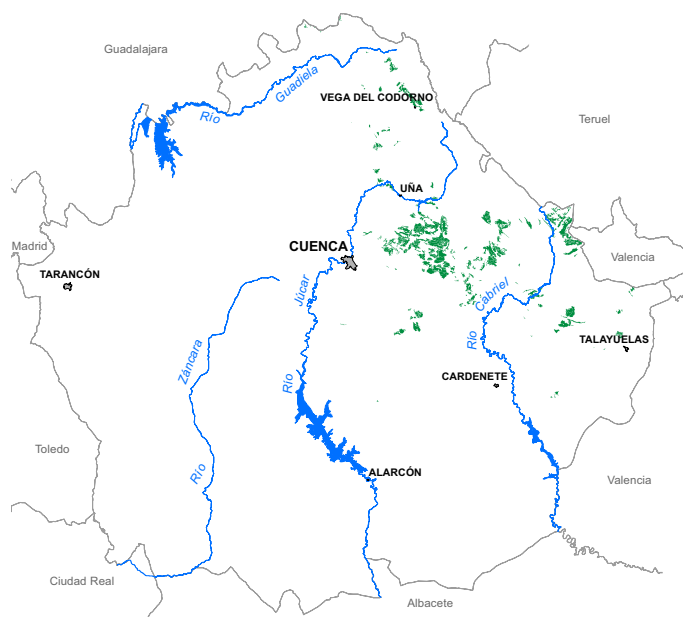 Guadalajara
Río
Guadiela
VEGA DEL CODORNO
Teruel
UÑA
Madrid
CUENCA
Valencia
TARANCÓN
Júcar
Cabriel
Río
Záncara
TALAYUELAS
CARDENETE
Río
Toledo
Río
ALARCÓN
Valencia
Ciudad Real
Albacete